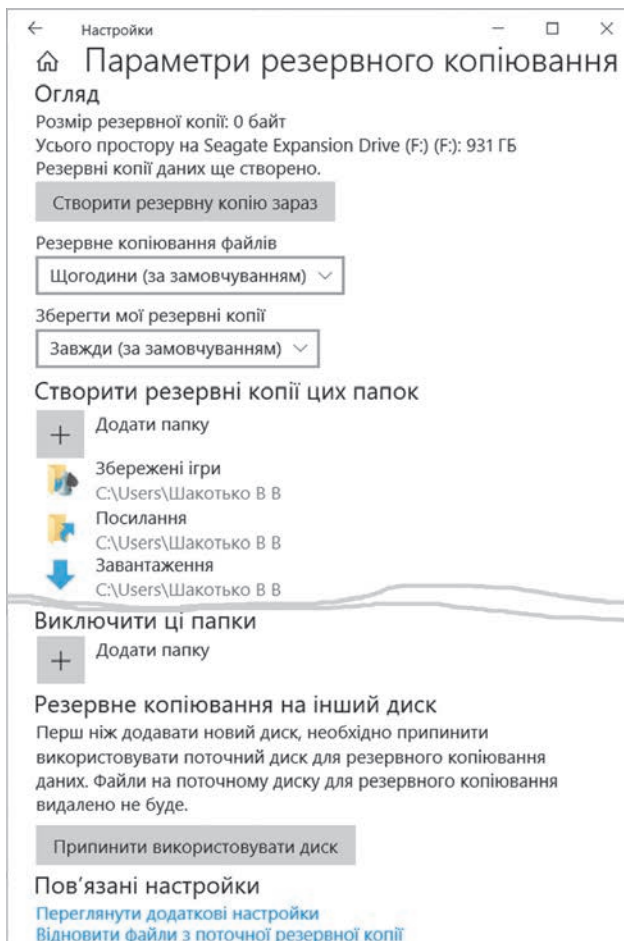 Настройки
Параметри резервного копіювання
Огляд
Розмір резервної копії: 0 байт
Усього простору на Seagate Expansion Drive (F:) (F:): 931 ГБ
Резервні копії даних ще створено.
Створити резервну копію зараз
Резервне копіювання файлів
Щогодини (за замовчуванням)
Зберегти мої резервні копії
Завжди (за замовчуванням)
Створити резервні копії цих папок
Додати папку
Збережені ігри
C:\Users\Шакотько В В
Посилання
C:\Users\Шакотько В В
Завантаження
C:\Users\Шакотько В В
Виключити ці папки
Додати папку
Резервне копіювання на інший диск
Перш ніж додавати новий диск, необхідно припинити
використовувати поточний диск для резервного копіювання
даних. Файли на поточному диску для резервного копіювання
видалено не буде.
Припинити використовувати диск
Пов’язані настройки
Переглянути додаткові настройки
Відновити файли з поточної резервної копії